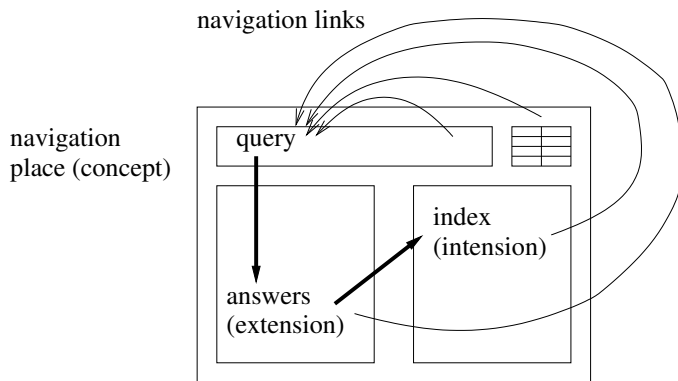 navigation links
navigation
place (concept)
query
index
(intension)
answers
(extension)